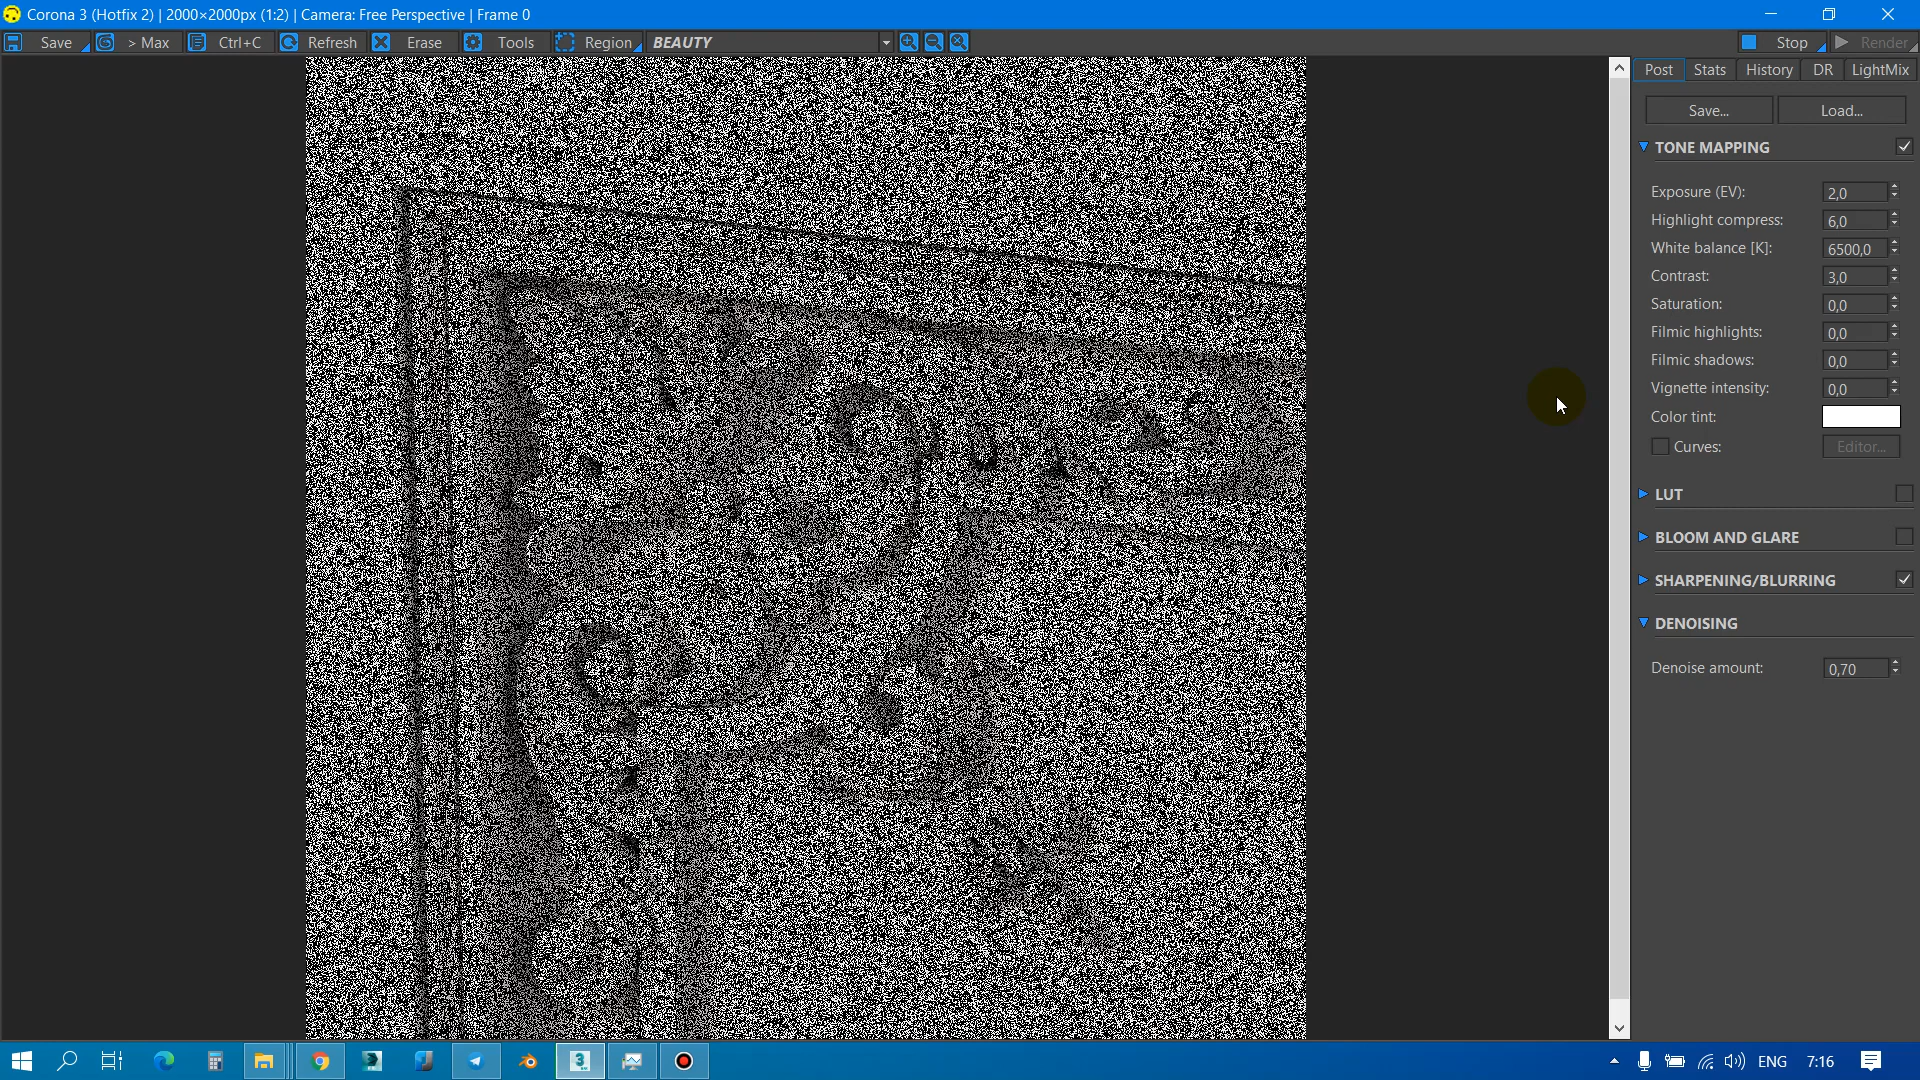 Corona 3 (Hotfix 2) | 2000×2000px (1:2) | Camera: Free Perspective | Frame 0
Save > Max Ctrl+C Refresh Erase Tools Region BEAUTY Stop Render
Post Stats History DR LightMix
Save... Load...
TONE MAPPING
Exposure (EV): 2,0
Highlight compress: 6,0
White balance [K]: 6500,0
Contrast: 3,0
Saturation: 0,0
Filmic highlights: 0,0
Filmic shadows: 0,0
Vignette intensity: 0,0
Color tint:
Curves: Editor...
LUT
BLOOM AND GLARE
SHARPENING/BLURRING
DENOISING
Denoise amount: 0,70
3
ENG 7:16